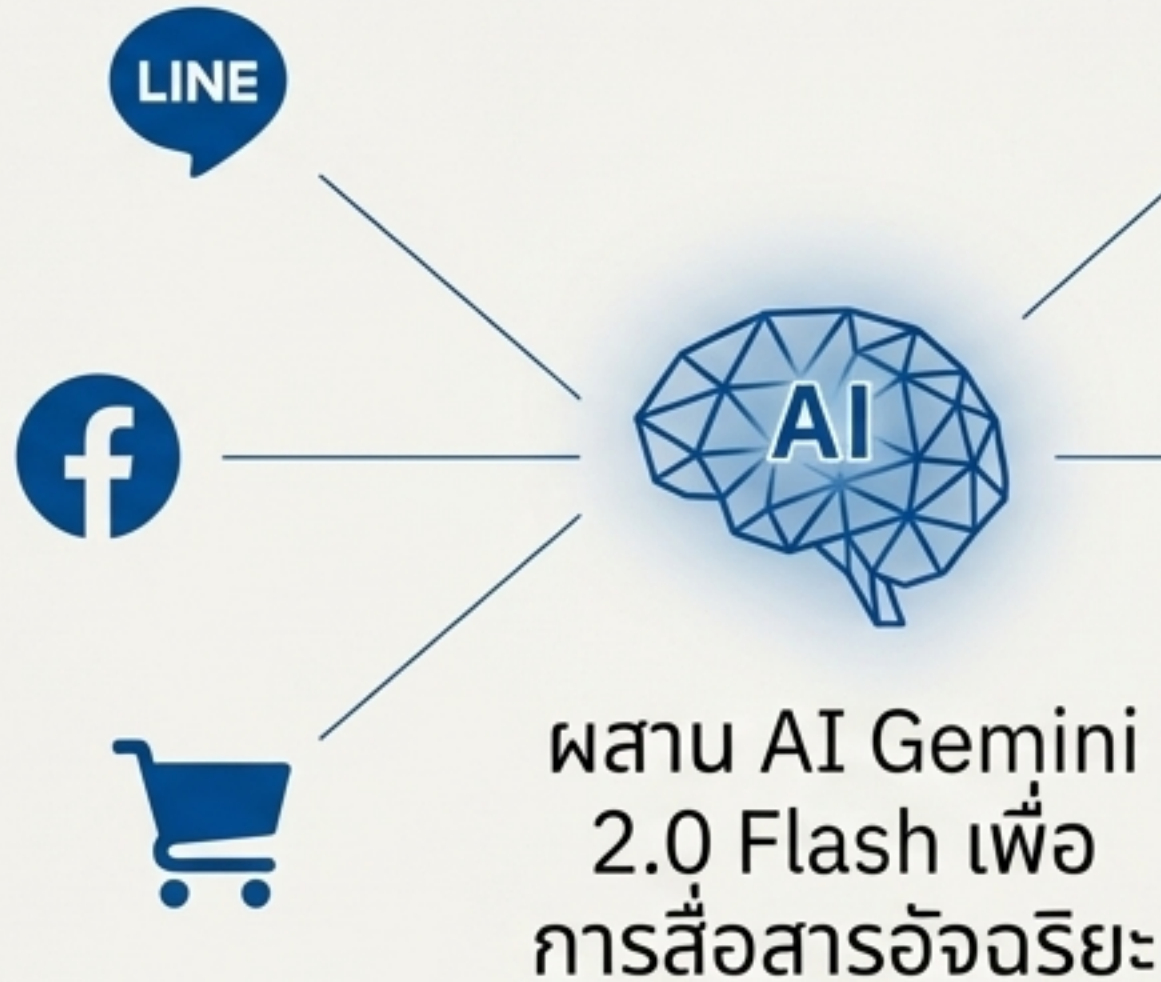 LINE
f
AI
ผสาน AI Gemini
2.0 Flash เพื่อ
การสื่อสารอัจฉริยะ